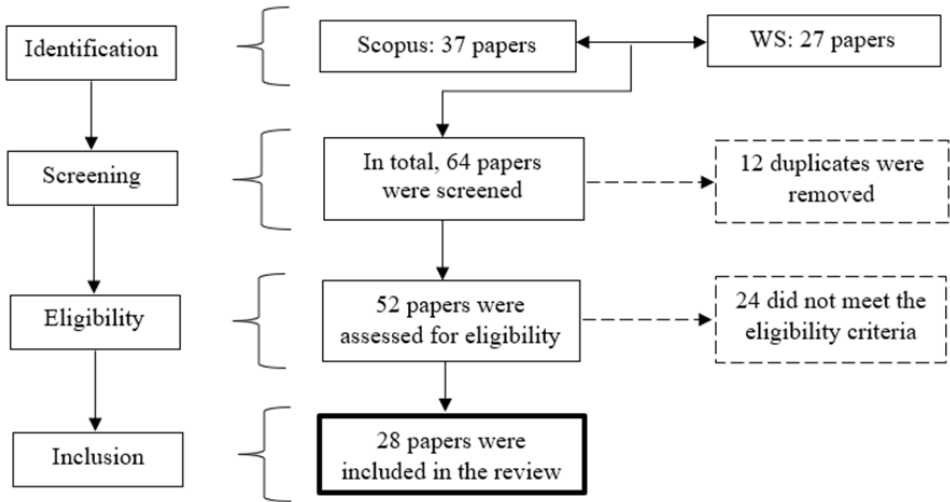 Identification
Scopus: 37 papers
WS: 27 papers
Screening
In total, 64 papers
were screened
12 duplicates were
removed
Eligibility
52 papers were
assessed for eligibility
24 did not meet the
eligibility criteria
Inclusion
28 papers were
included in the review